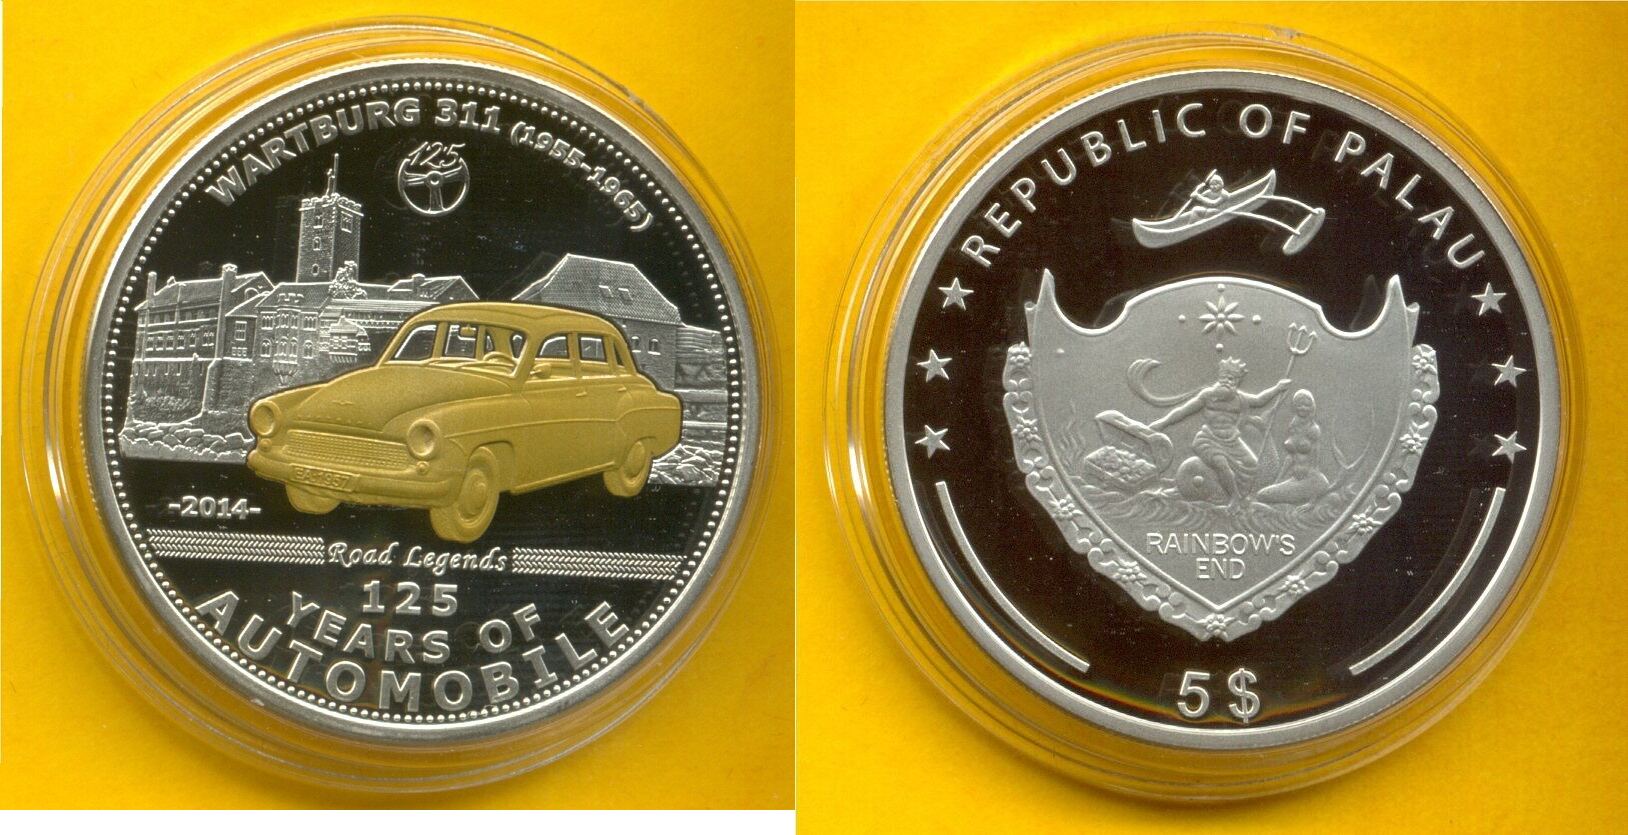 WARTBURG 311 (1955-1965)
125
-2014-
Road Legends
125
YEARS OF
AUTOMOBILE
REPUBLIC OF PALAU
RAINBOW'S
END
5$